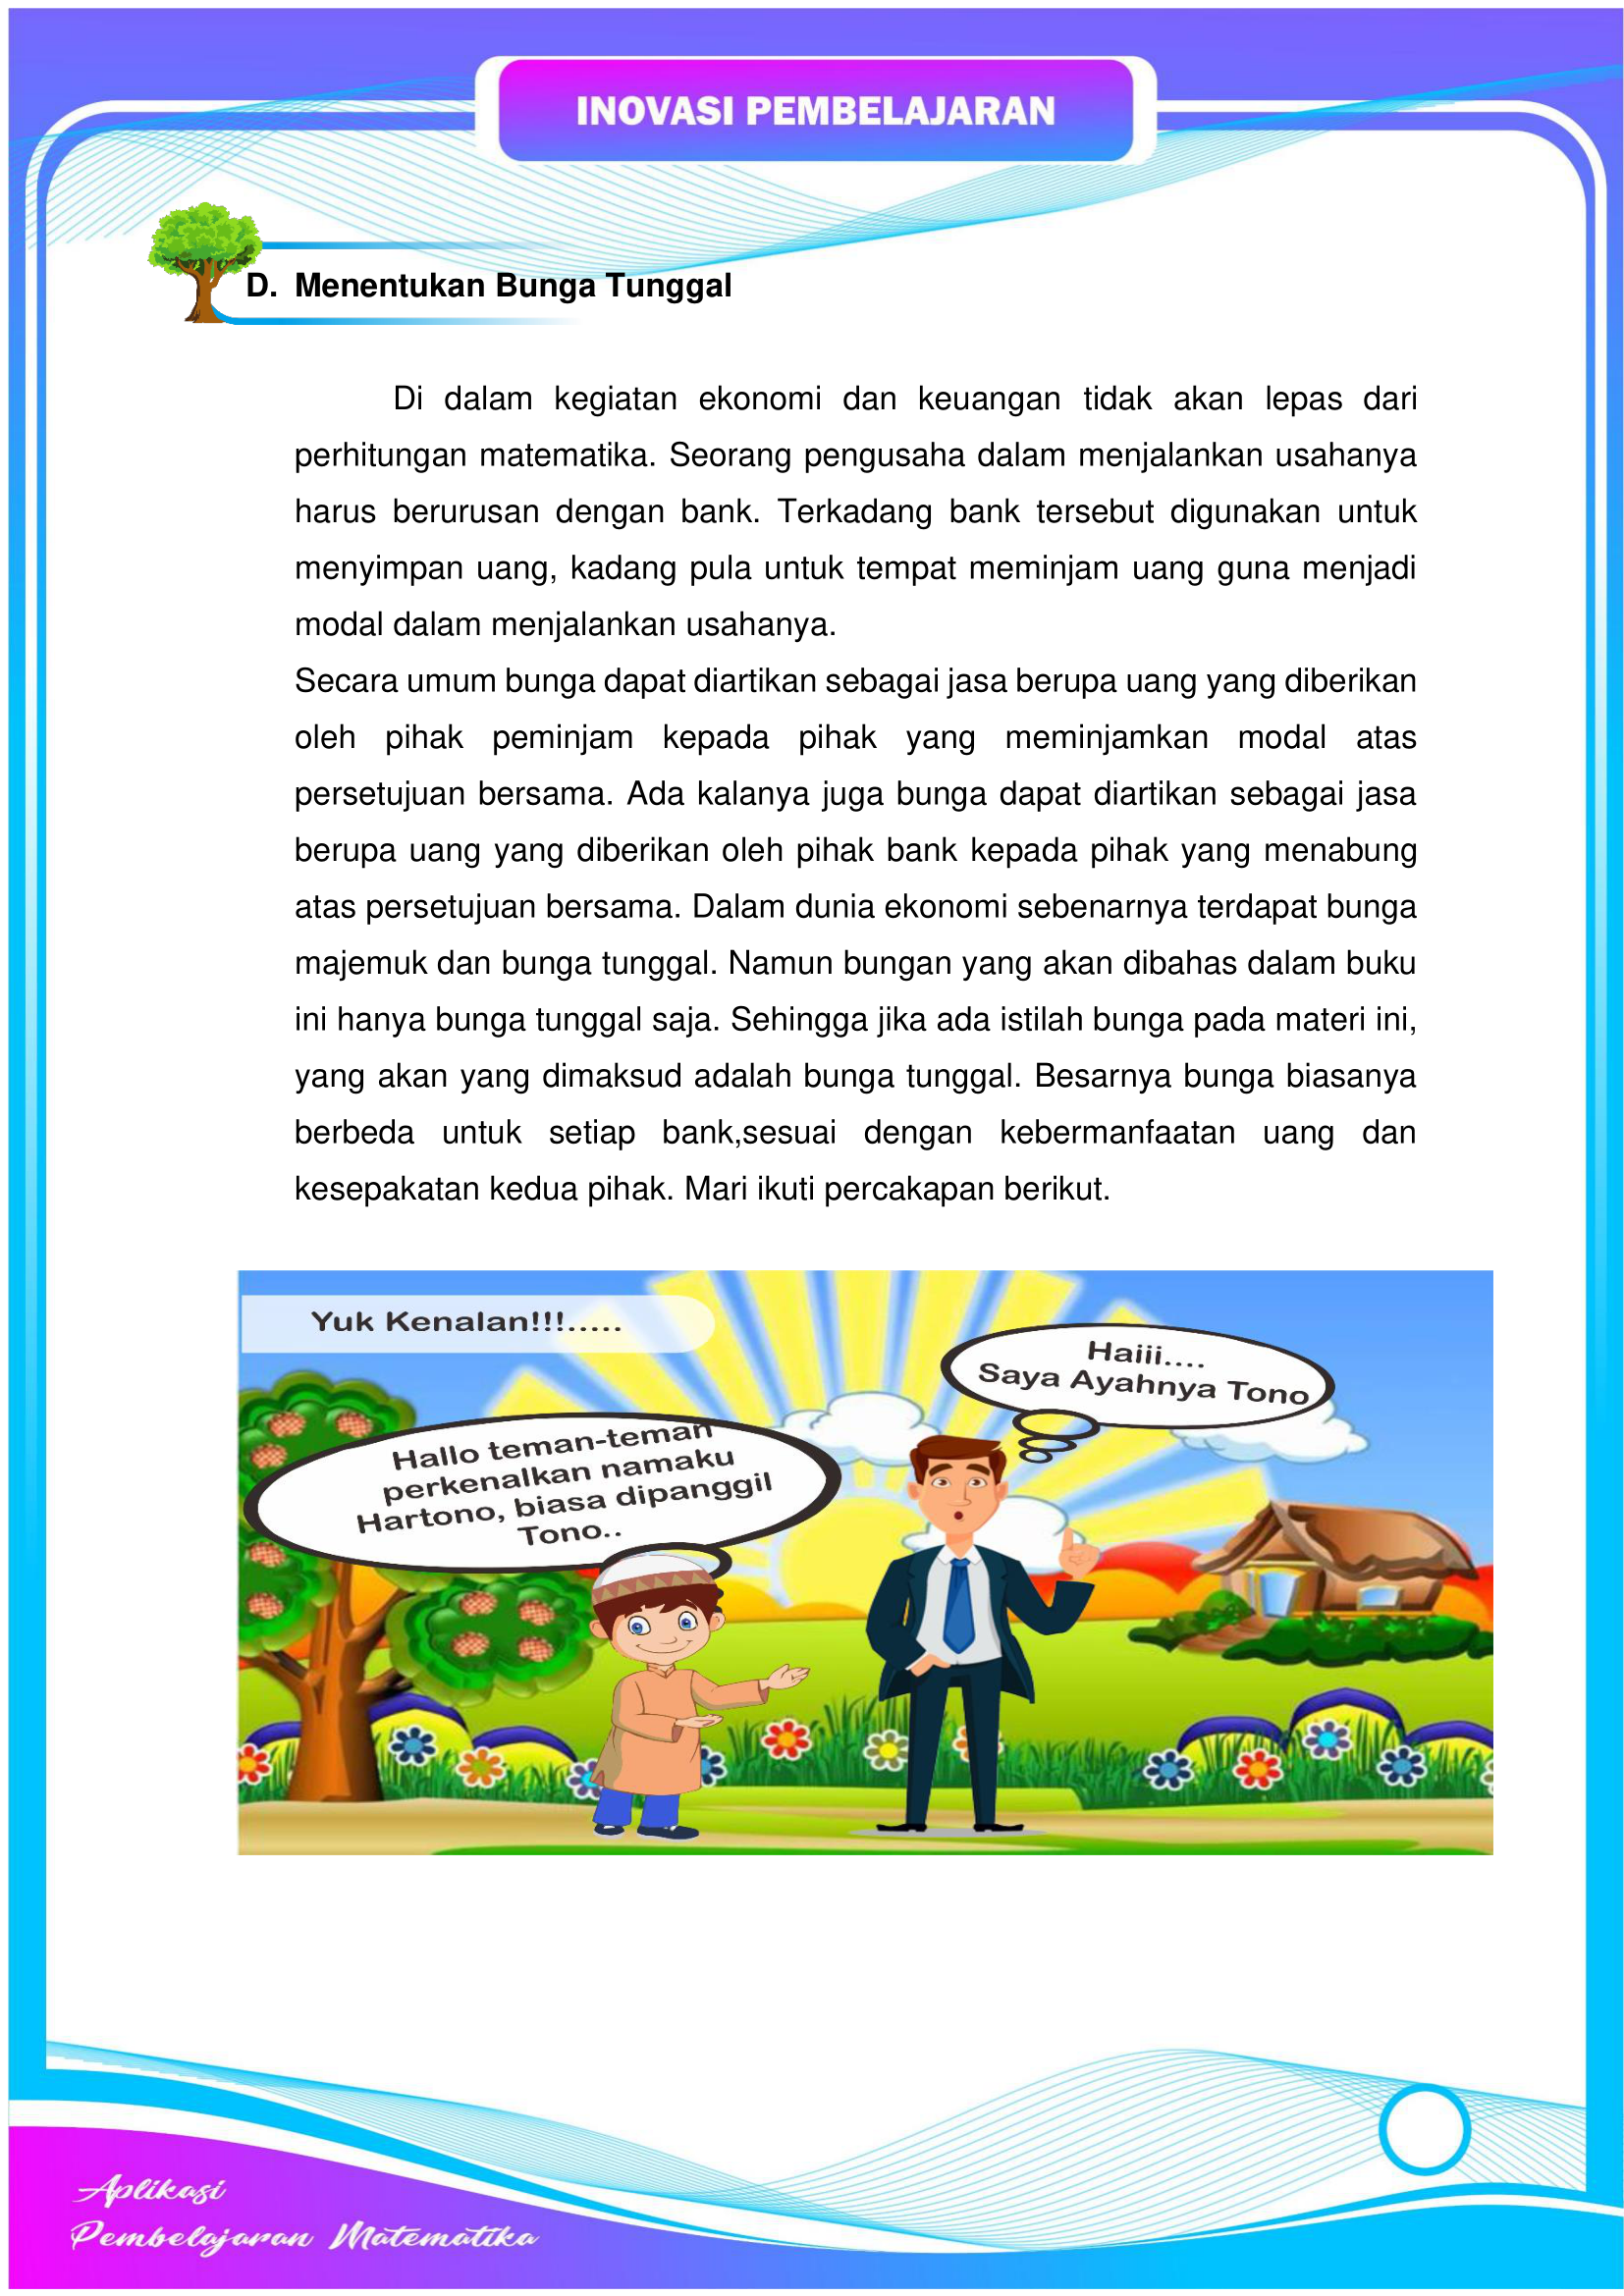 INOVASI PEMBELAJARAN
D. Menentukan Bunga Tunggal
Di dalam kegiatan ekonomi dan keuangan tidak akan lepas dari
perhitungan matematika. Seorang pengusaha dalam menjalankan usahanya
harus berurusan dengan bank. Terkadang bank tersebut digunakan untuk
menyimpan uang, kadang pula untuk tempat meminjam uang guna menjadi
modal dalam menjalankan usahanya.
Secara umum bunga dapat diartikan sebagai jasa berupa uang yang diberikan
oleh pihak peminjam kepada pihak yang meminjamkan modal atas
persetujuan bersama. Ada kalanya juga bunga dapat diartikan sebagai jasa
berupa uang yang diberikan oleh pihak bank kepada pihak yang menabung
atas persetujuan bersama. Dalam dunia ekonomi sebenarnya terdapat bunga
majemuk dan bunga tunggal. Namun bungan yang akan dibahas dalam buku
ini hanya bunga tunggal saja. Sehingga jika ada istilah bunga pada materi ini,
yang akan yang dimaksud adalah bunga tunggal. Besarnya bunga biasanya
berbeda untuk setiap bank,sesuai dengan kebermanfaatan uang dan
kesepakatan kedua pihak. Mari ikuti percakapan berikut.
Yuk Kenalan!!!.....
Haiii....
Saya Ayahnya Tono
Hallo teman-teman
perkenalkan namaku
Hartono, biasa dipanggil
Tono..
Aplikasi
Pembelajaran Matematika